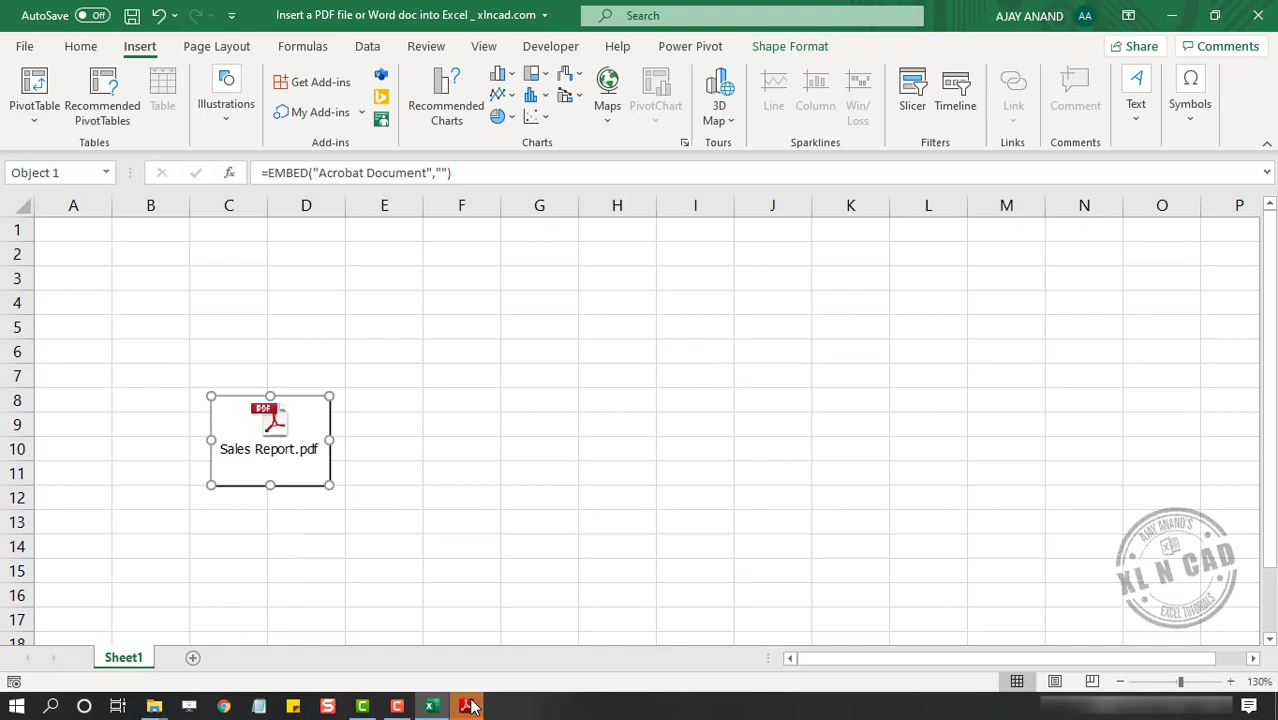 AutoSave Off
Insert a PDF file or Word doc into Excel _ xlncad.com
Search
AJAY ANAND AA
File Home Insert Page Layout Formulas Data Review View Developer Help Power Pivot Shape Format Share Comments
PivotTable
Recommended PivotTables
Table
Tables
Illustrations
Get Add-ins
My Add-ins
Add-ins
Recommended Charts
Maps
PivotChart
Charts
3D Map
Tours
Line
Column
Win/Loss
Sparklines
Slicer
Timeline
Filters
Link
Links
Comment
Comments
Text
Symbols
Object 1
fx
=EMBED("Acrobat Document","")
A B C D E F G H I J K L M N O P
1
2
3
4
5
6
7
8
9
10
11
12
13
14
15
16
17
18
PDF
Sales Report.pdf
AJAY ANAND'S
XL N CAD
EXCEL TUTORIALS
Sheet1
130%